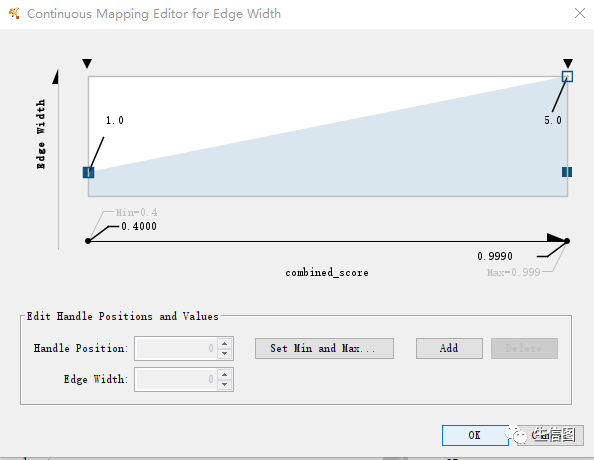 Continuous Mapping Editor for Edge Width
Edge Width
1.0
5.0
Min=0.4
0.4000
0.9990
combined_score
Max=0.999
Edit Handle Positions and Values
Handle Position:
0
Set Min and Max...
Add
Delete
Edge Width:
0
OK
生信图